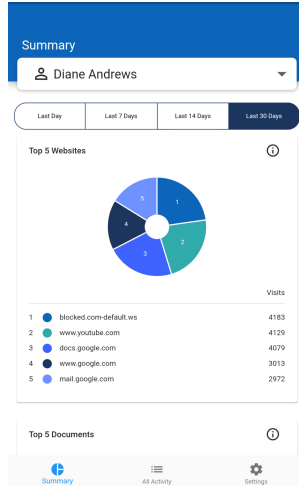 Summary
Diane Andrews
Last Day Last 7 Days Last 14 Days Last 30 Days
Top 5 Websites
5 1
4 2
3
Visits
1 blocked.com-default.ws 4183
2 www.youtube.com 4129
3 docs.google.com 4079
4 www.google.com 3013
5 mail.google.com 2972
Top 5 Documents
Summary All Activity Settings